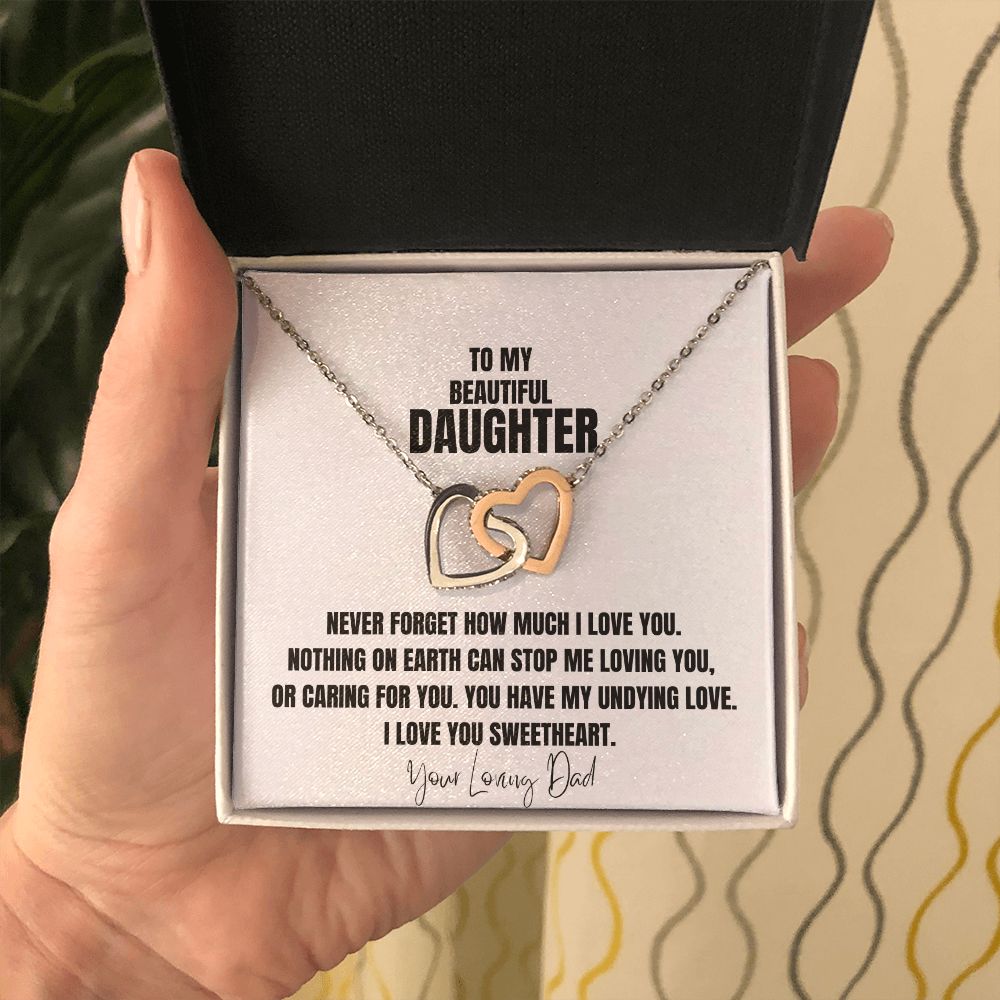 TO MY
BEAUTIFUL
DAUGHTER
NEVER FORGET HOW MUCH I LOVE YOU.
NOTHING ON EARTH CAN STOP ME LOVING YOU,
OR CARING FOR YOU. YOU HAVE MY UNDYING LOVE.
I LOVE YOU SWEETHEART.
Your Loving Dad